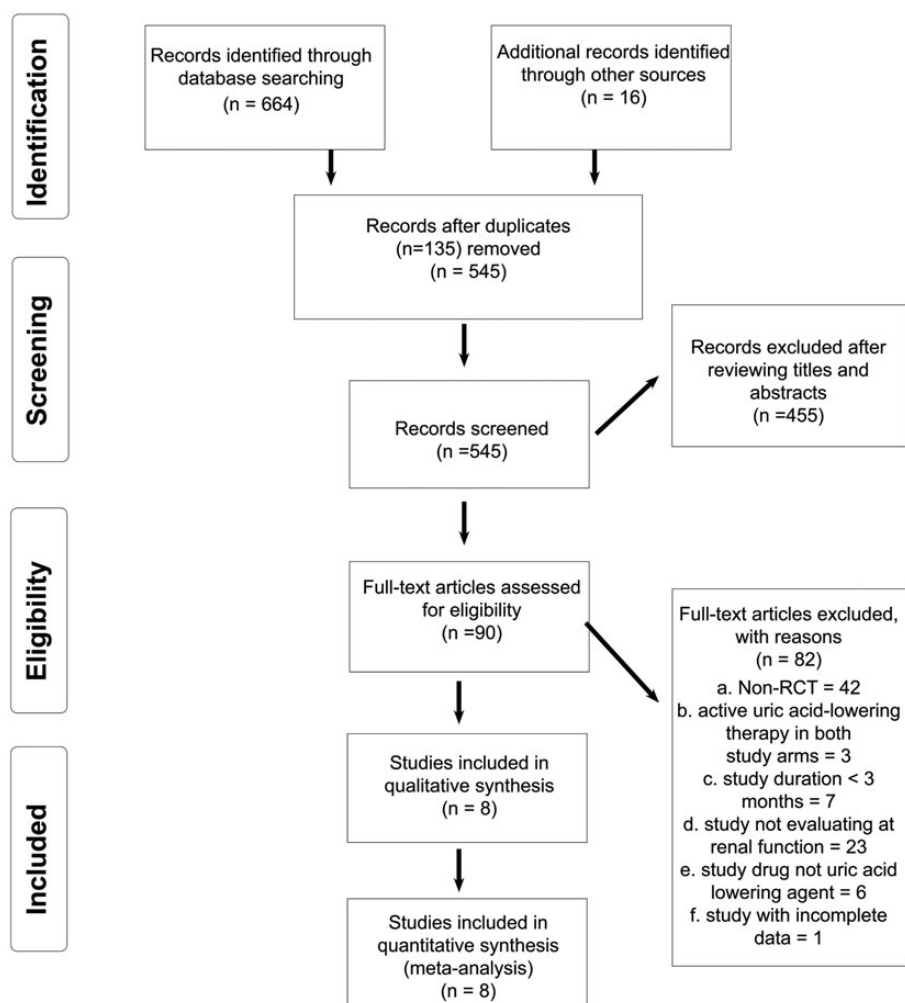 Identification
Records identified through
database searching
(n = 664)
Additional records identified
through other sources
(n = 16)
Records after duplicates
(n=135) removed
(n = 545)
Screening
Records screened
(n =545)
Records excluded after
reviewing titles and
abstracts
(n =455)
Eligibility
Full-text articles assessed
for eligibility
(n =90)
Full-text articles excluded,
with reasons
(n = 82)
a. Non-RCT = 42
b. active uric acid-lowering
therapy in both
study arms = 3
c. study duration < 3
months = 7
d. study not evaluating at
renal function = 23
e. study drug not uric acid
lowering agent = 6
f. study with incomplete
data = 1
Included
Studies included in
qualitative synthesis
(n = 8)
Studies included in
quantitative synthesis
(meta-analysis)
(n = 8)